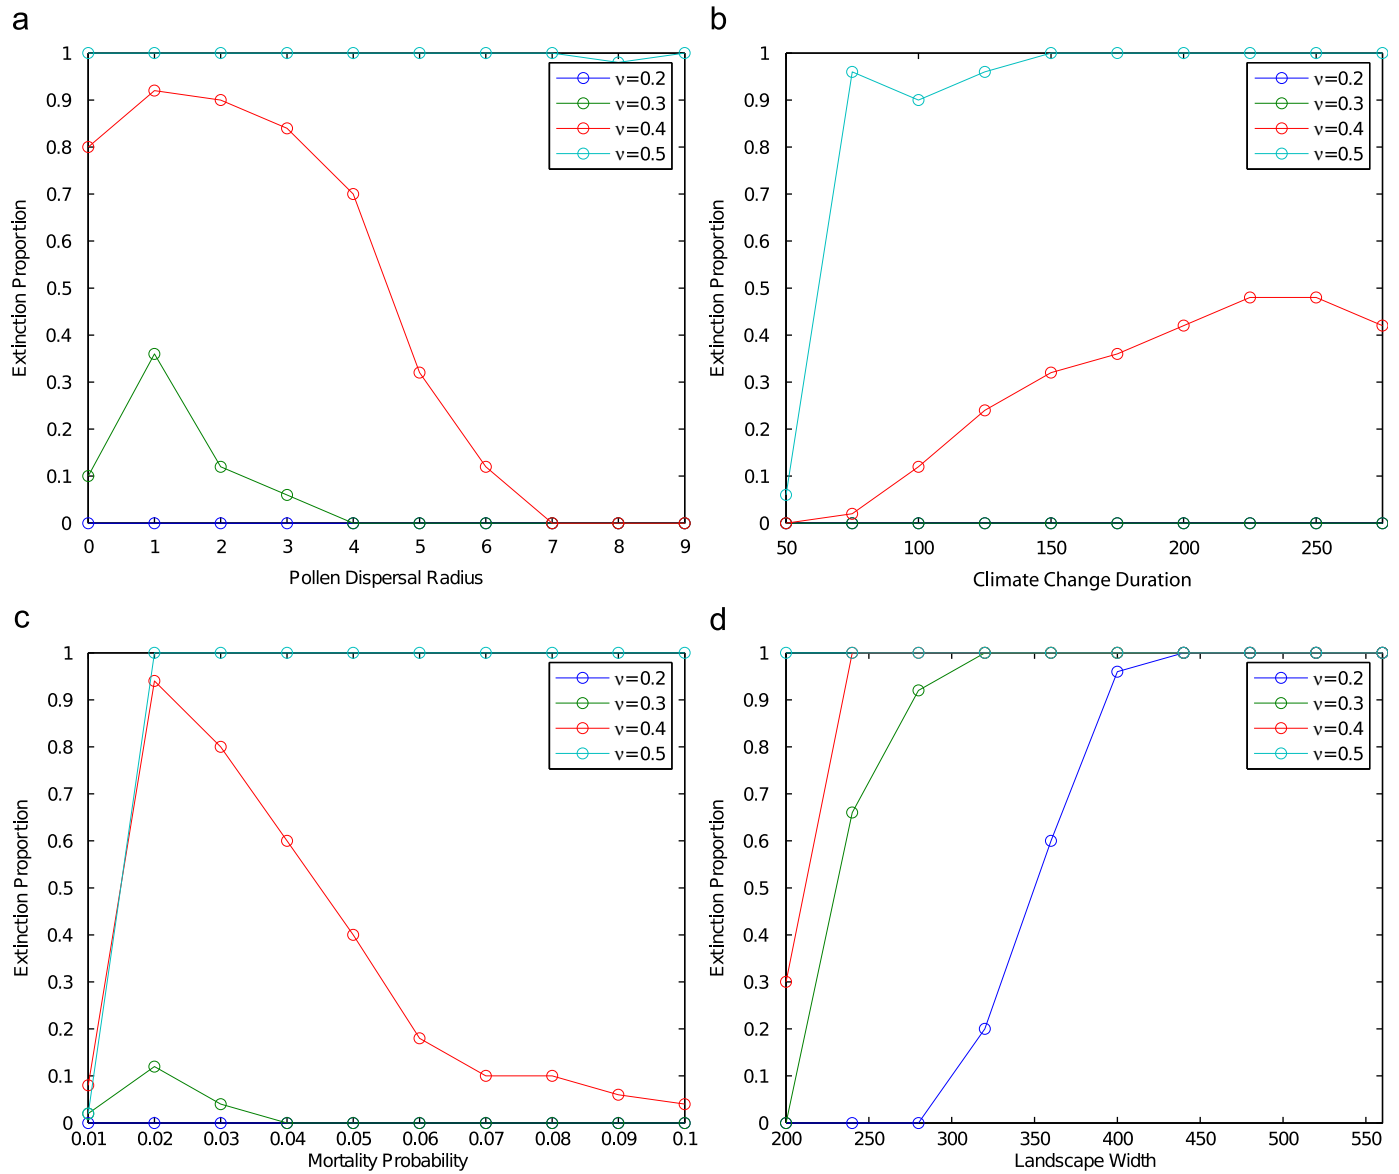 a
1
0.9
0.8
0.7
0.6
0.5
0.4
0.3
0.2
0.1
0
Extinction Proportion
ν=0.2
ν=0.3
ν=0.4
ν=0.5
0 1 2 3 4 5 6 7 8 9
Pollen Dispersal Radius
b
1
0.9
0.8
0.7
0.6
0.5
0.4
0.3
0.2
0.1
0
Extinction Proportion
ν=0.2
ν=0.3
ν=0.4
ν=0.5
50 100 150 200 250
Climate Change Duration
c
1
0.9
0.8
0.7
0.6
0.5
0.4
0.3
0.2
0.1
0
Extinction Proportion
ν=0.2
ν=0.3
ν=0.4
ν=0.5
0.01 0.02 0.03 0.04 0.05 0.06 0.07 0.08 0.09 0.1
Mortality Probability
d
1
0.9
0.8
0.7
0.6
0.5
0.4
0.3
0.2
0.1
0
Extinction Proportion
ν=0.2
ν=0.3
ν=0.4
ν=0.5
200 250 300 350 400 450 500 550
Landscape Width